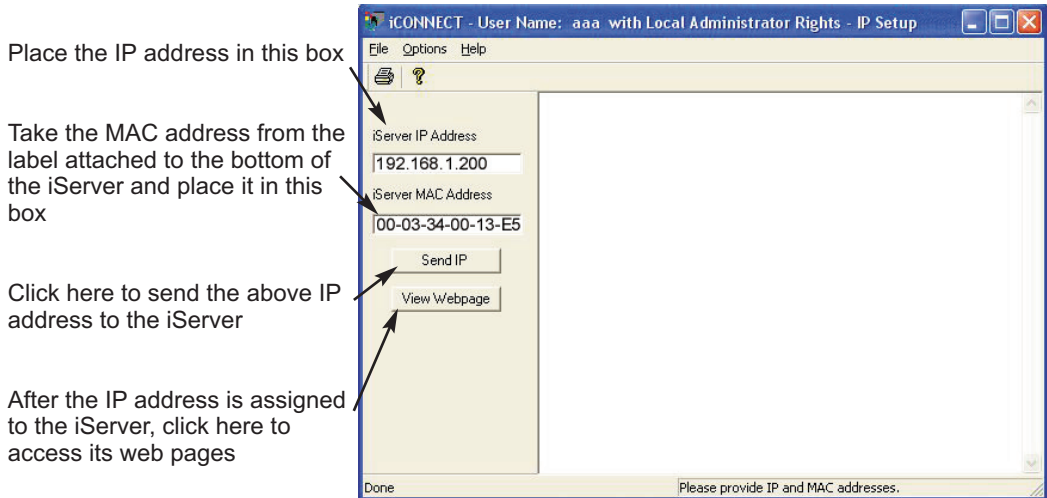 iCONNECT - User Name: aaa with Local Administrator Rights - IP Setup
File Options Help
Place the IP address in this box
Take the MAC address from the
label attached to the bottom of
the iServer and place it in this
box
Click here to send the above IP
address to the iServer
After the IP address is assigned
to the iServer, click here to
access its web pages
iServer IP Address
192.168.1.200
iServer MAC Address
00-03-34-00-13-E5
Send IP
View Webpage
Done
Please provide IP and MAC addresses.